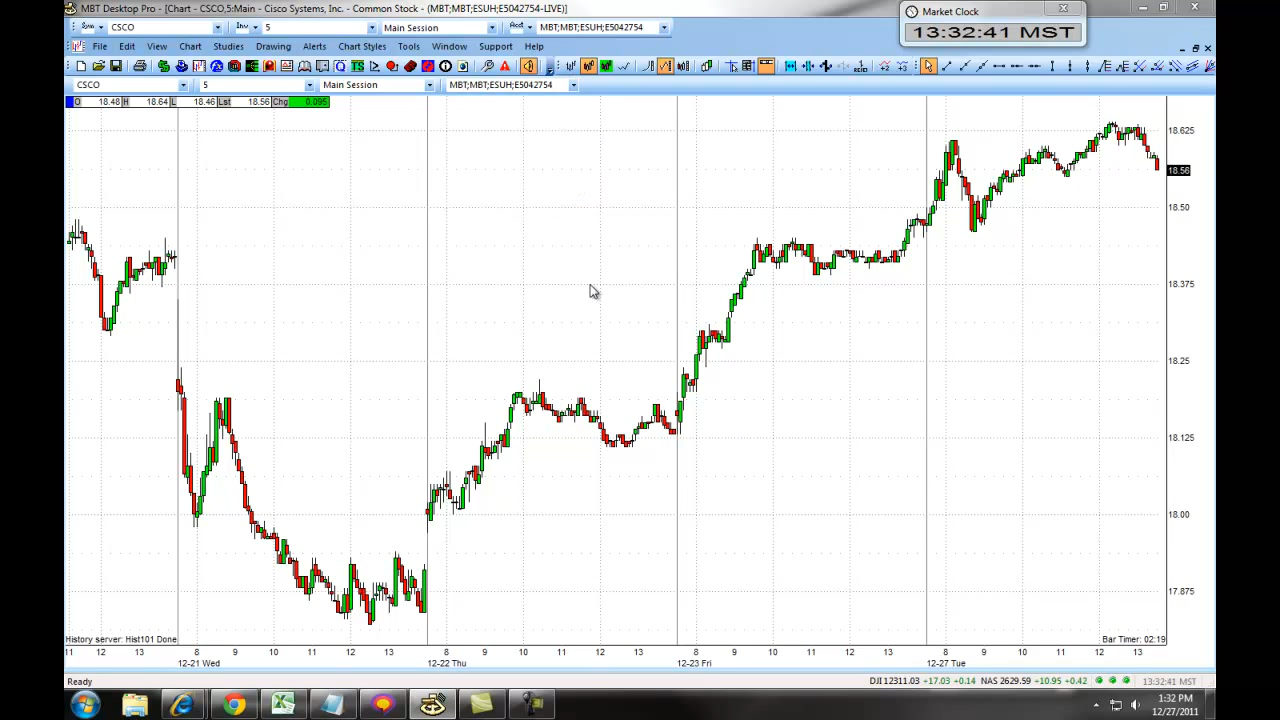 MBT Desktop Pro - [Chart - CSCO,5:Main - Cisco Systems, Inc. - Common Stock - (MBT;MBT;ESUH;E5042754-LIVE)]
Market Clock
13:32:41 MST
Sym CSCO Inv 5 Main Session Acct MBT;MBT;ESUH;E5042754
File Edit View Chart Studies Drawing Alerts Chart Styles Tools Window Support Help
CSCO 5 Main Session MBT;MBT;ESUH;E5042754
O 18.48 H 18.64 L 18.46 Lst 18.56 Chg 0.095
18.625
18.56
18.50
18.375
18.25
18.125
18.00
17.875
History server: Hist101 Done
Bar Timer: 02:19
11 12 13 8 9 10 11 12 13 8 9 10 11 12 13 8 9 10 11 12 13 8 9 10 11 12 13
12-21 Wed 12-22 Thu 12-23 Fri 12-27 Tue
Ready
DJI 12311.03 +17.03 +0.14 NAS 2629.59 +10.95 +0.42
13:32:41 MST
1:32 PM
12/27/2011